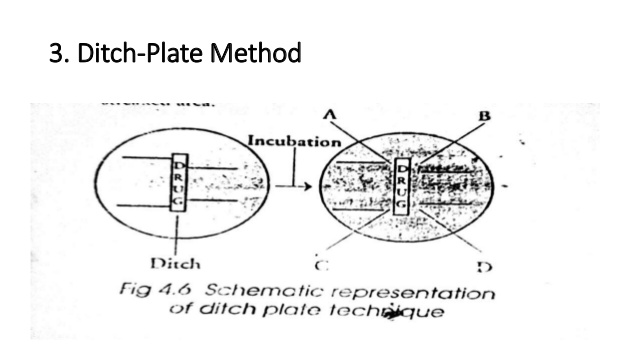 3. Ditch-Plate Method
A
B
Incubation
DRUG
DRUG
Ditch
C
D
Fig 4.6 Schematic representation
of ditch plate technique